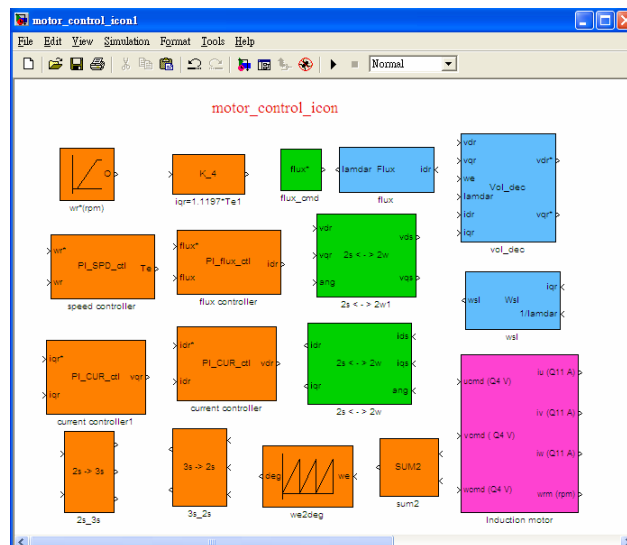 motor_control_icon1
File Edit View Simulation Format Tools Help
Normal
motor_control_icon
O
wr*(rpm)
K_4
iqr=1.1197*Te1
flux*
flux_cmd
lamdar Flux idr
flux
vdr
vqr
we
lamdar
idr
iqr
Vol_dec
vdr*
vqr*
vol_dec
wr*
wr
PI_SPD_ctl
Te
speed controller
flux*
flux
PI_flux_ctl
idr
flux controller
vdr
vqr
ang
2s <-> 2w
vds
vqs
2s <-> 2w1
wsl
Wsl
iqr
1/lamdar
wsl
iqr*
iqr
PI_CUR_ctl
vqr
current controller1
idr*
idr
PI_CUR_ctl
vdr
current controller
idr
iqr
2s <-> 2w
ids
iqs
ang
2s <-> 2w
uomd (Q4 V)
vomd ( Q4 V)
womd (Q4 V)
iu (Q11 A)
iv (Q11 A)
iw (Q11 A)
wrm (rpm)
Induction motor
2s -> 3s
2s_3s
3s -> 2s
3s_2s
deg
we
we2deg
SUM2
sum2